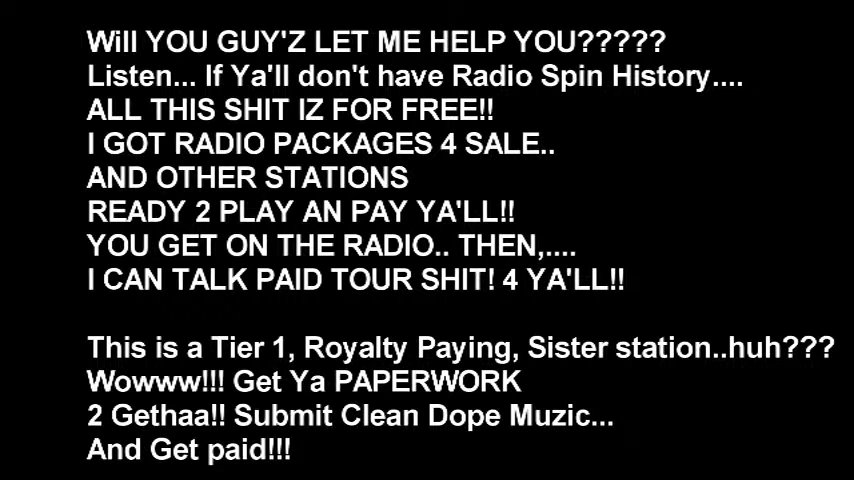 Will YOU GUY'Z LET ME HELP YOU?????
Listen... If Ya'll don't have Radio Spin History....
ALL THIS SHIT IZ FOR FREE!!
I GOT RADIO PACKAGES 4 SALE..
AND OTHER STATIONS
READY 2 PLAY AN PAY YA'LL!!
YOU GET ON THE RADIO.. THEN,....
I CAN TALK PAID TOUR SHIT! 4 YA'LL!!
This is a Tier 1, Royalty Paying, Sister station..huh???
Wowww!!! Get Ya PAPERWORK
2 Gethaa!! Submit Clean Dope Muzic...
And Get paid!!!